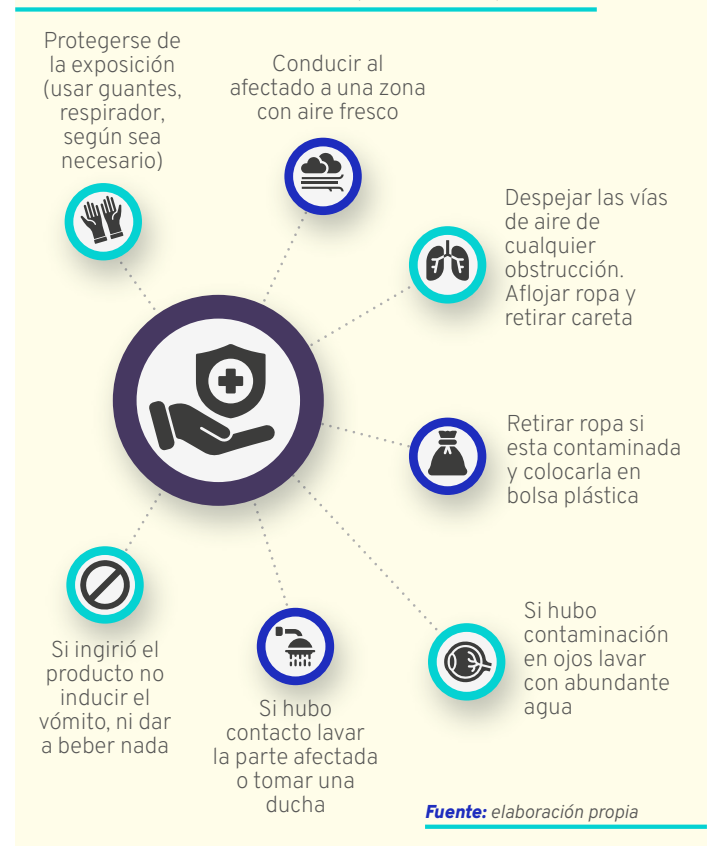 Protegerse de
la exposición
(usar guantes,
respirador,
según sea
necesario)
Conducir al
afectado a una zona
con aire fresco
Despejar las vías
de aire de
cualquier
obstrucción.
Aflojar ropa y
retirar careta
Retirar ropa si
esta contaminada
y colocarla en
bolsa plástica
Si hubo
contaminación
en ojos lavar
con abundante
agua
Si hubo
contacto lavar
la parte afectada
o tomar una
ducha
Si ingirió el
producto no
inducir el
vómito, ni dar
a beber nada
Fuente: elaboración propia